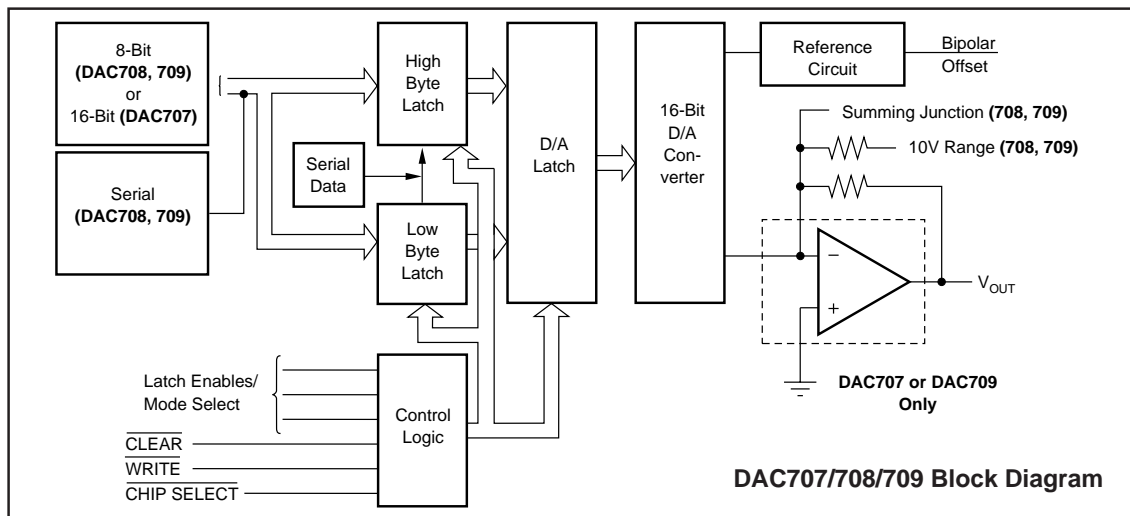 8-Bit
(DAC708, 709)
or
16-Bit (DAC707)
Serial
(DAC708, 709)
High
Byte
Latch
Serial
Data
Low
Byte
Latch
D/A
Latch
16-Bit
D/A
Con-
verter
Reference
Circuit
Bipolar
Offset
Summing Junction (708, 709)
10V Range (708, 709)
−
+
VOUT
DAC707 or DAC709
Only
Latch Enables/
Mode Select
CLEAR
WRITE
CHIP SELECT
Control
Logic
DAC707/708/709 Block Diagram